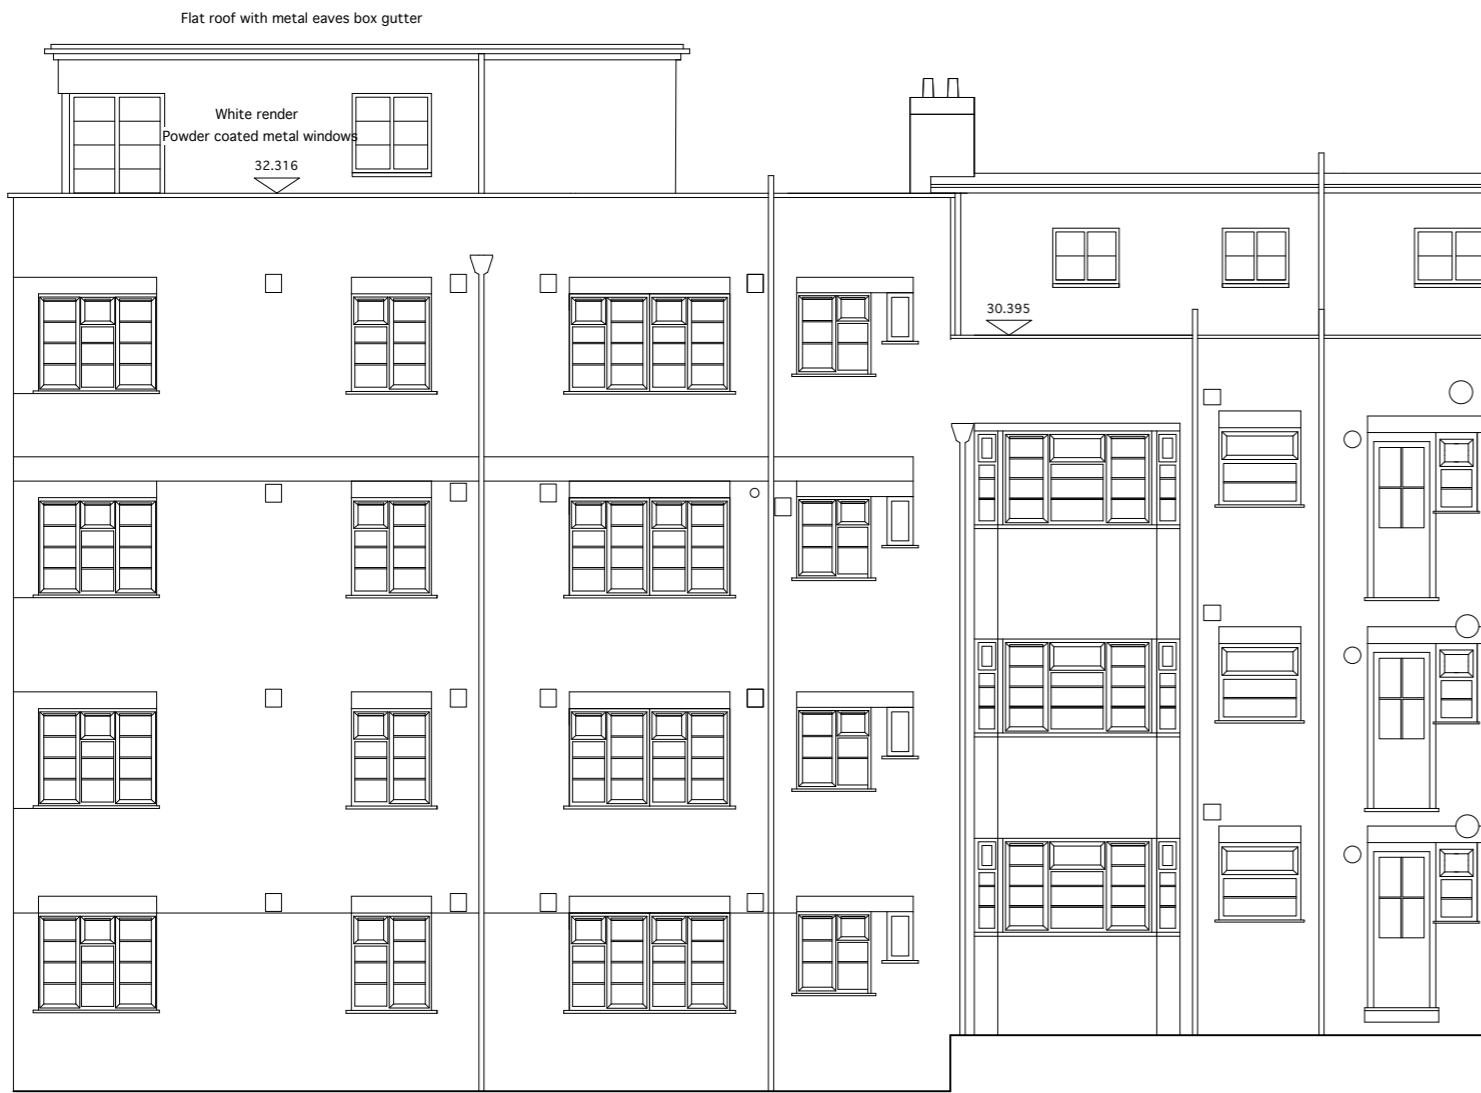 Flat roof with metal eaves box gutter
White render
Powder coated metal windows
32.316
30.395